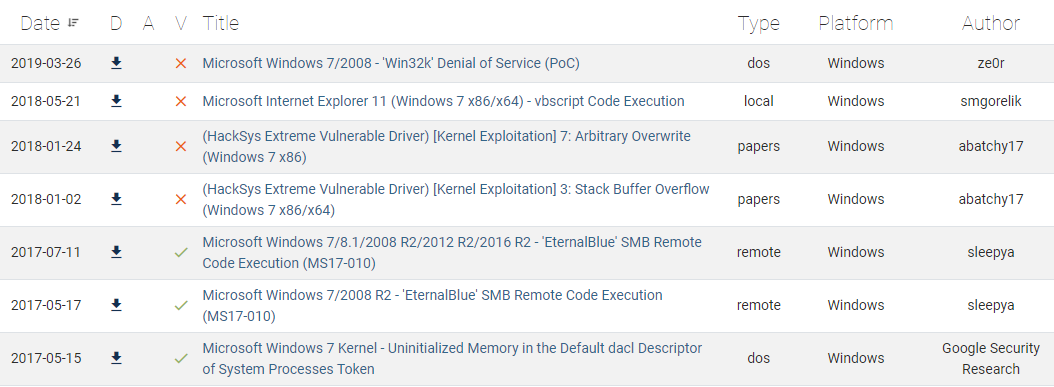 Date D A V Title Type Platform Author
2019-03-26 Microsoft Windows 7/2008 - 'Win32k' Denial of Service (PoC) dos Windows ze0r
2018-05-21 Microsoft Internet Explorer 11 (Windows 7 x86/x64) - vbscript Code Execution local Windows smgorelik
2018-01-24 (HackSys Extreme Vulnerable Driver) [Kernel Exploitation] 7: Arbitrary Overwrite
(Windows 7 x86) papers Windows abatchy17
2018-01-02 (HackSys Extreme Vulnerable Driver) [Kernel Exploitation] 3: Stack Buffer Overflow
(Windows 7 x86/x64) papers Windows abatchy17
2017-07-11 Microsoft Windows 7/8.1/2008 R2/2012 R2/2016 R2 - 'EternalBlue' SMB Remote
Code Execution (MS17-010) remote Windows sleepya
2017-05-17 Microsoft Windows 7/2008 R2 - 'EternalBlue' SMB Remote Code Execution
(MS17-010) remote Windows sleepya
2017-05-15 Microsoft Windows 7 Kernel - Uninitialized Memory in the Default dacl Descriptor
of System Processes Token dos Windows Google Security
Research